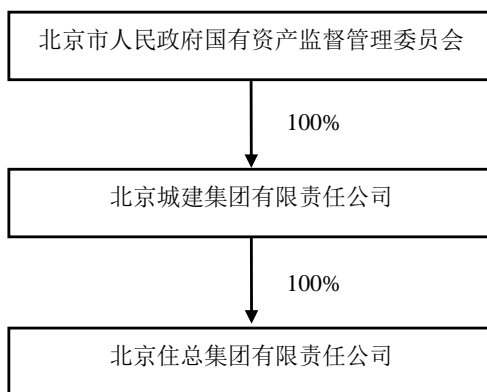 北京市人民政府国有资产监督管理委员会
100%
北京城建集团有限责任公司
100%
北京住总集团有限责任公司